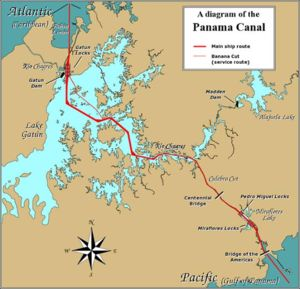 Atlantic
(Caribbean)
A diagram of the
Panama Canal
Main ship route
Banana Cut
(service route)
Gatun
Locks
Rio Chagres
Gatun
Dam
Madden
Dam
Alajuela Lake
Lake
Gatún
Rio Chagres
Culebra Cut
Centennial
Bridge
Pedro Miguel Locks
Miraflores
Lake
Miraflores Locks
Bridge of the
Americas
N
Pacific (Gulf of Panama)